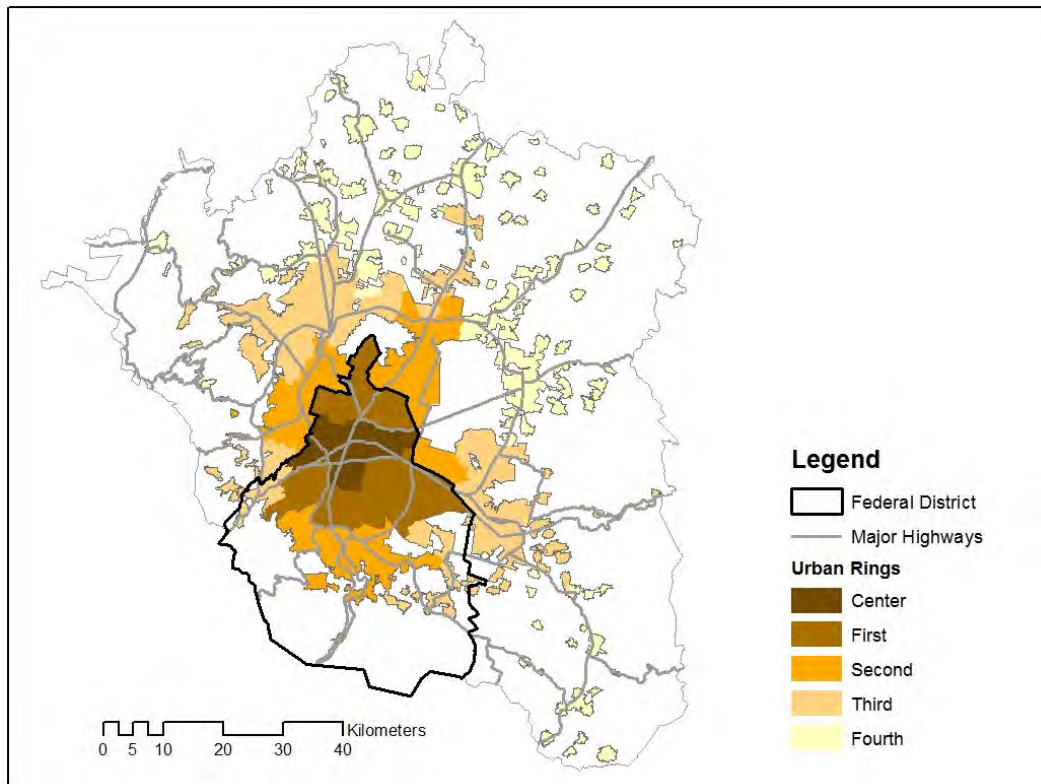 Legend
Federal District
Major Highways
Urban Rings
Center
First
Second
Third
Fourth
Kilometers
0 5 10 20 30 40